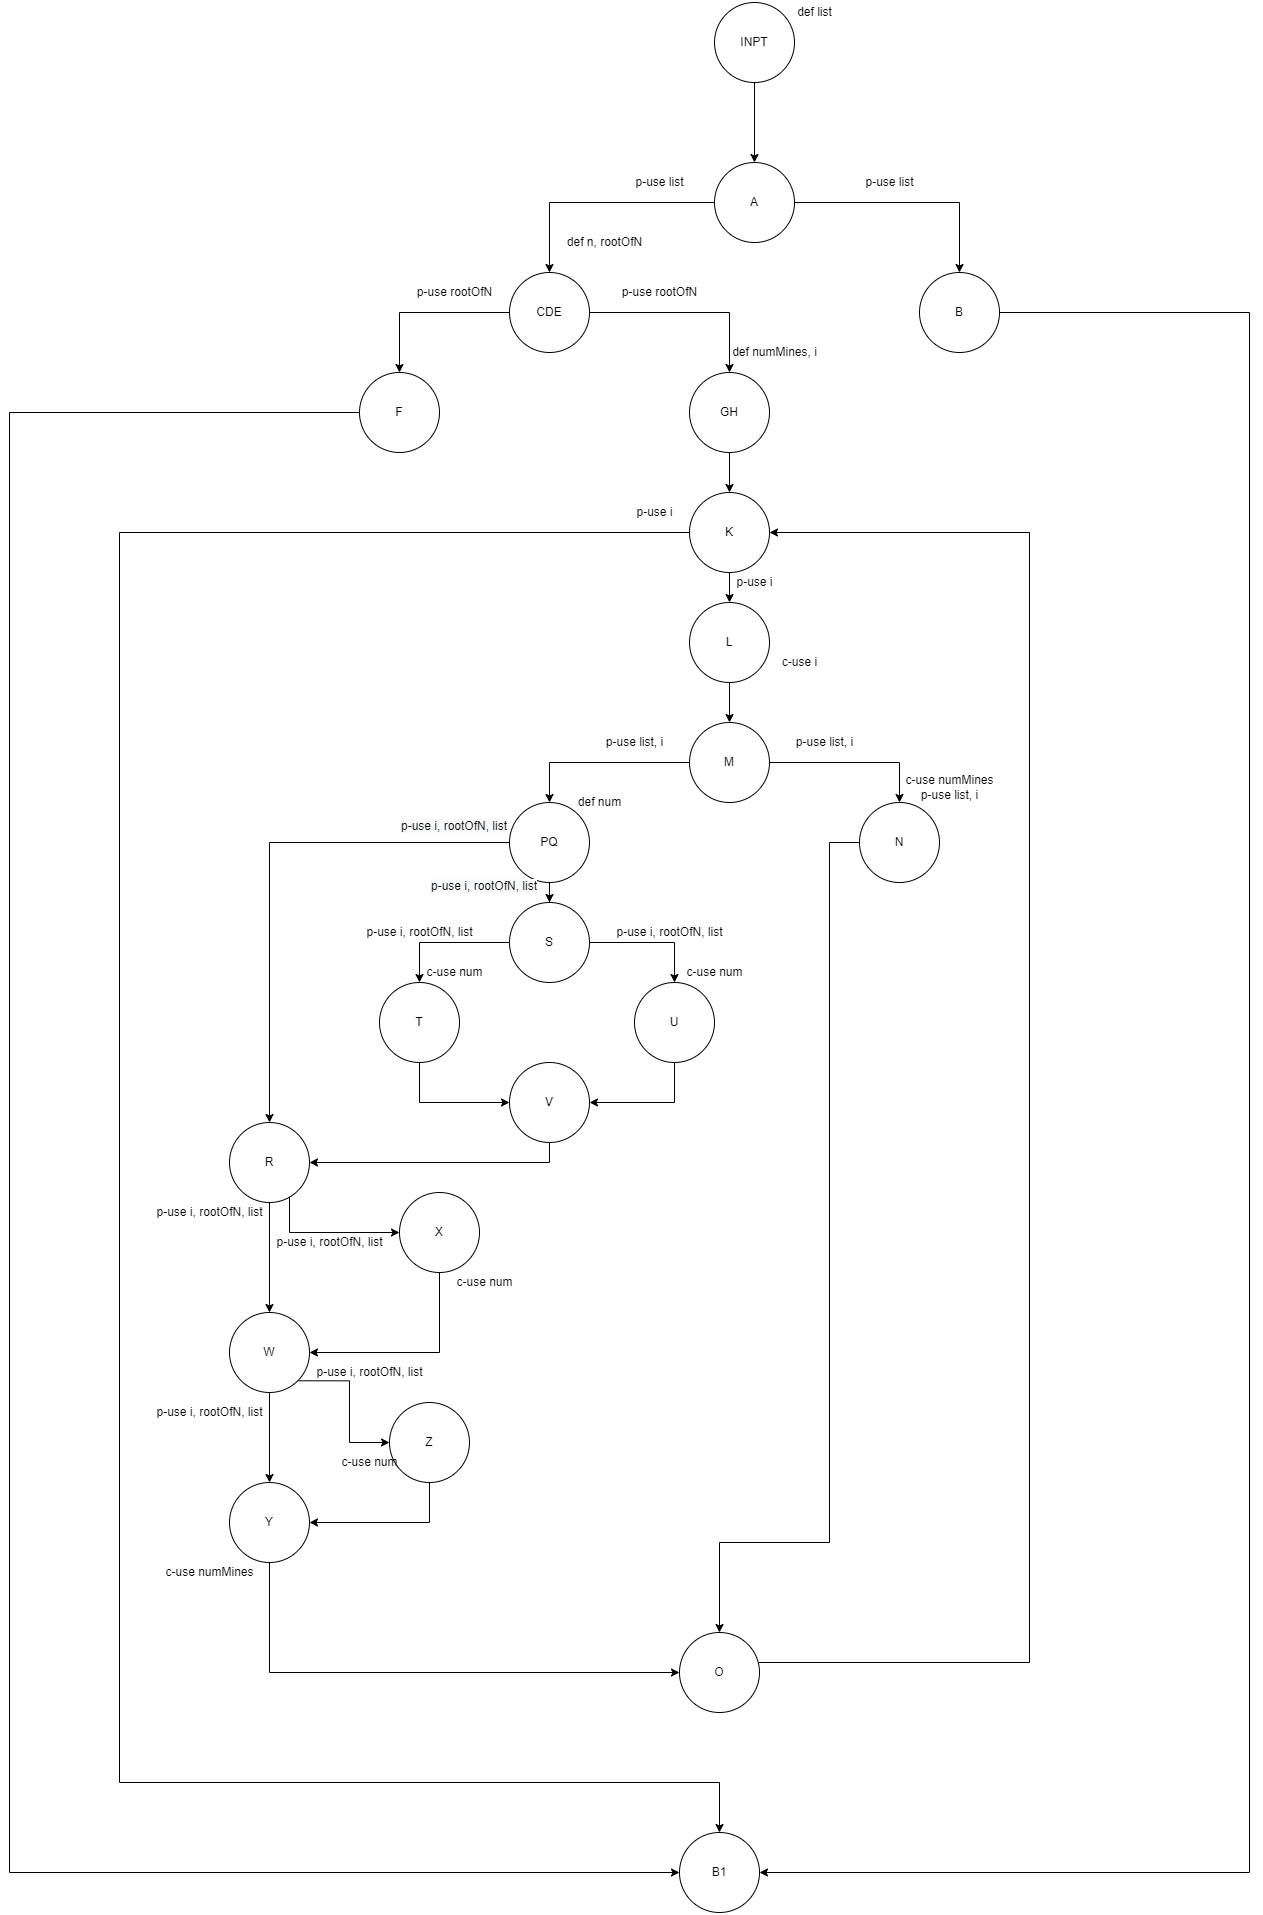 def list
INPT
p-use list
p-use list
A
def n, rootOfN
p-use rootOfN
p-use rootOfN
CDE
B
def numMines, i
F
GH
p-use i
K
p-use i
L
c-use i
p-use list, i
p-use list, i
M
c-use numMines
p-use list, i
def num
p-use i, rootOfN, list
PQ
N
p-use i, rootOfN, list
p-use i, rootOfN, list
p-use i, rootOfN, list
S
c-use num
c-use num
T
U
V
R
p-use i, rootOfN, list
X
p-use i, rootOfN, list
c-use num
W
p-use i, rootOfN, list
p-use i, rootOfN, list
Z
c-use num
Y
c-use numMines
O
B1